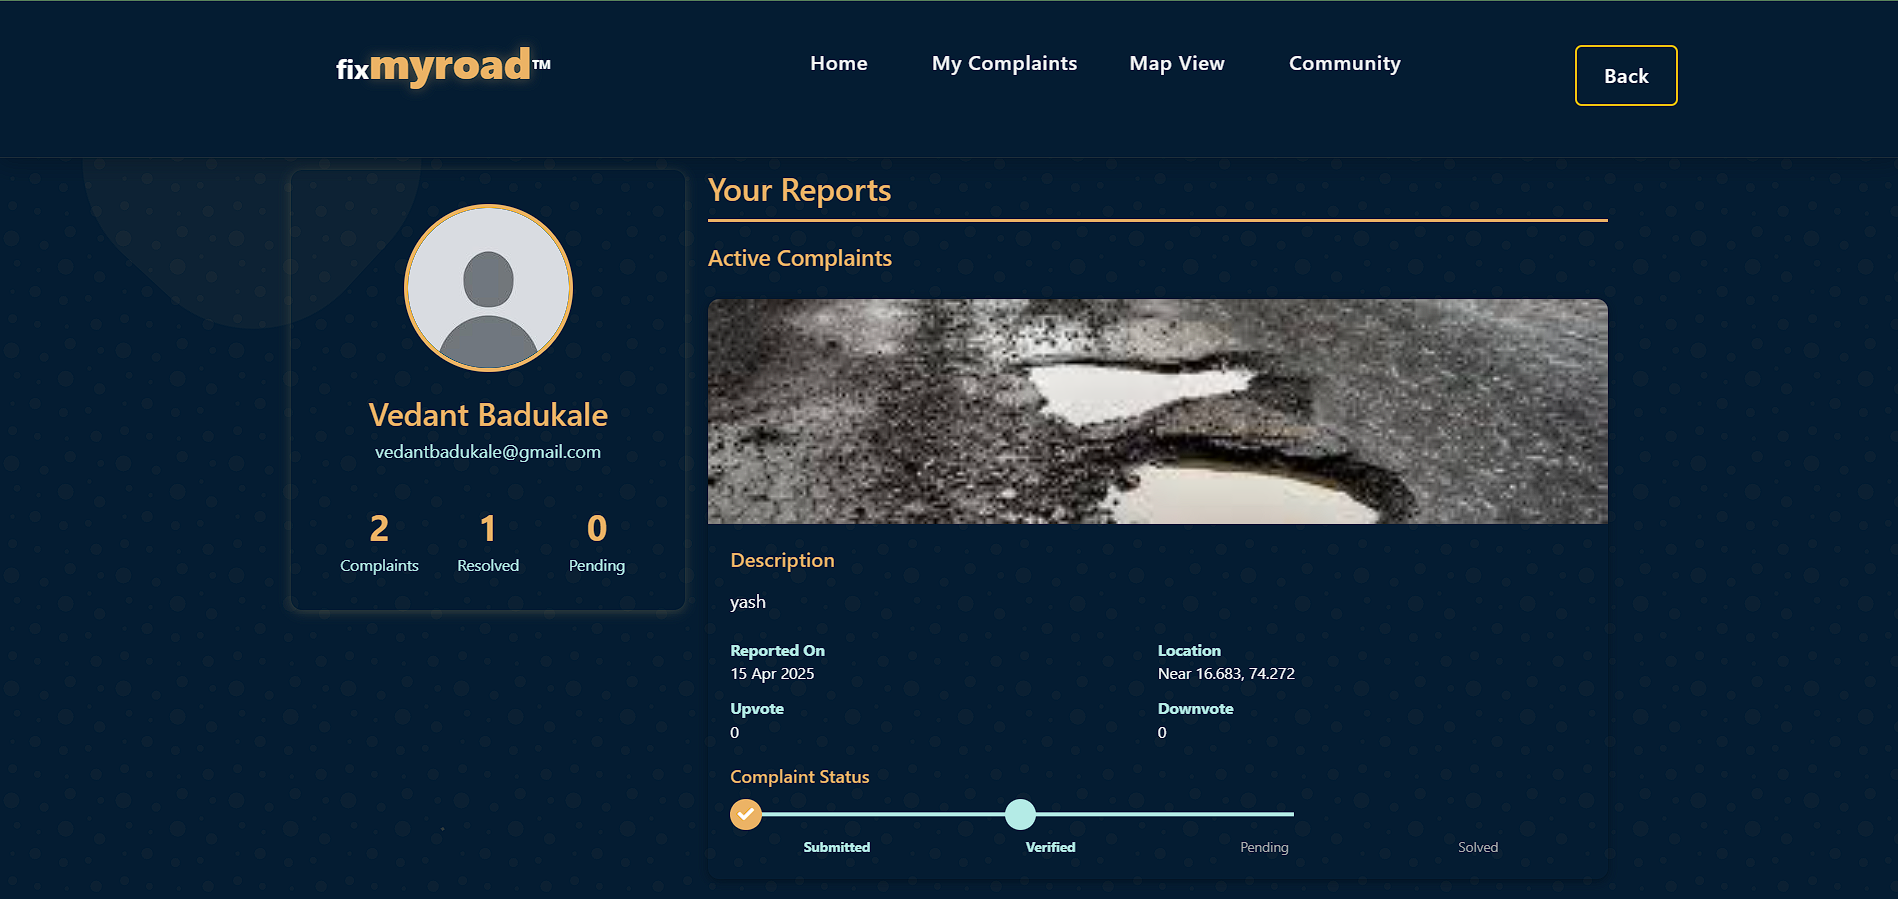 fixmyroad™
Home My Complaints Map View Community
Back
Vedant Badukale
vedantbadukale@gmail.com
2 1 0
Complaints Resolved Pending
Your Reports
Active Complaints
Description
yash
Reported On Location
15 Apr 2025 Near 16.683, 74.272
Upvote Downvote
0 0
Complaint Status
Submitted Verified Pending Solved